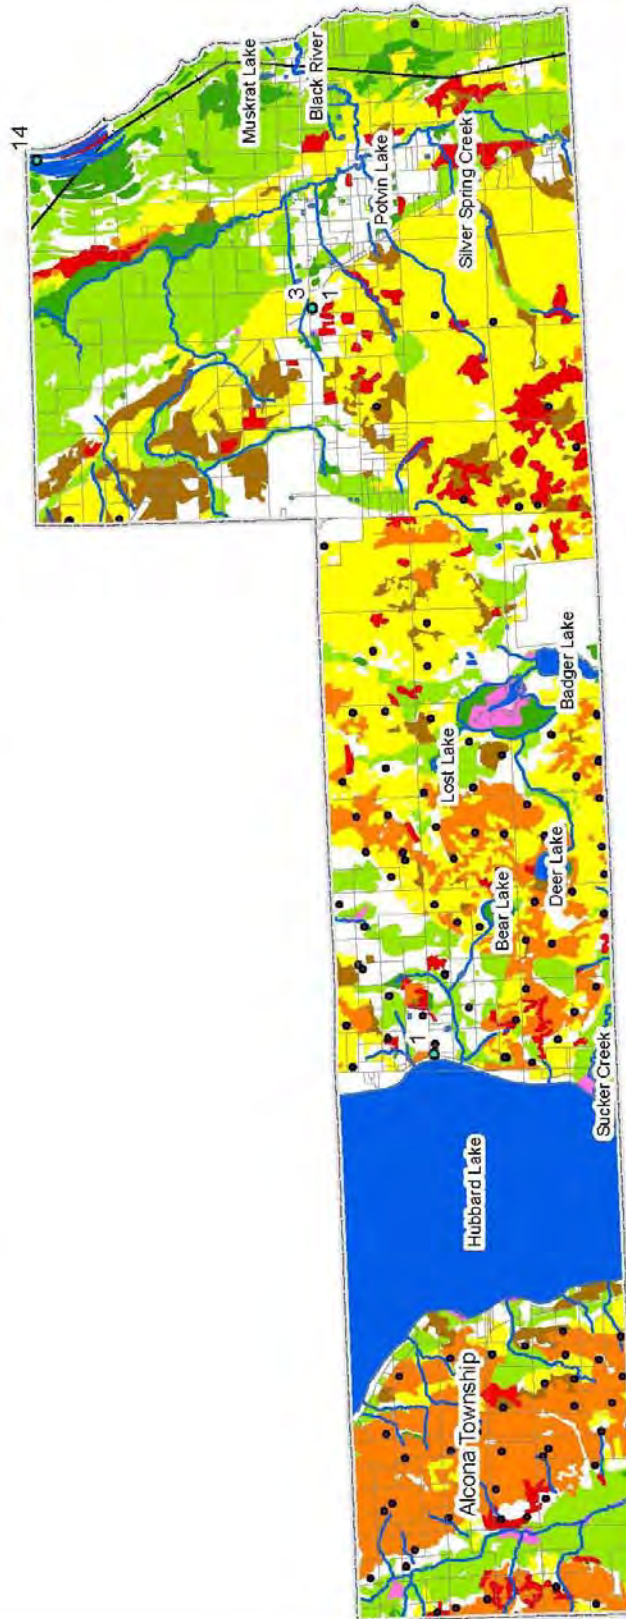 14
Muskrat Lake
Black River
Potvin Lake
Silver Spring Creek
3
1
Badger Lake
Lost Lake
Deer Lake
Bear Lake
1
Sucker Creek
Hubbard Lake
Alcona Township